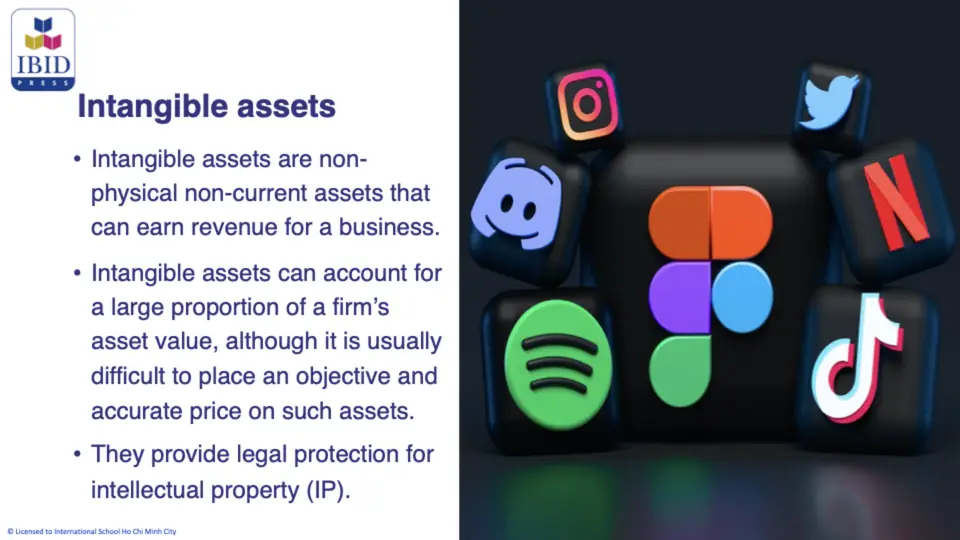 IBID
PRESS
Intangible assets
• Intangible assets are non-
physical non-current assets that
can earn revenue for a business.
• Intangible assets can account for
a large proportion of a firm’s
asset value, although it is usually
difficult to place an objective and
accurate price on such assets.
• They provide legal protection for
intellectual property (IP).
© Licensed to International School Ho Chi Minh City